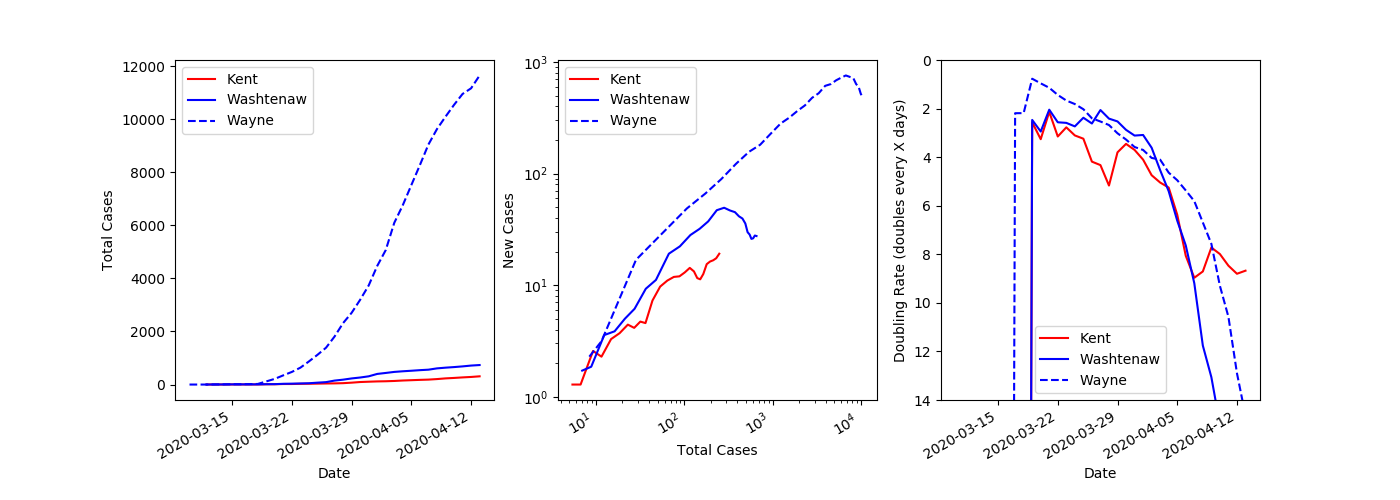 12000
10000
8000
6000
4000
2000
0
Total Cases
Kent
Washtenaw
Wayne
2020-03-15
2020-03-22
2020-03-29
2020-04-05
2020-04-12
Date
10³
10²
10¹
10⁰
New Cases
Kent
Washtenaw
Wayne
10¹
10²
10³
10⁴
Total Cases
0
2
4
6
8
10
12
14
Doubling Rate (doubles every X days)
Kent
Washtenaw
Wayne
2020-03-15
2020-03-22
2020-03-29
2020-04-05
2020-04-12
Date